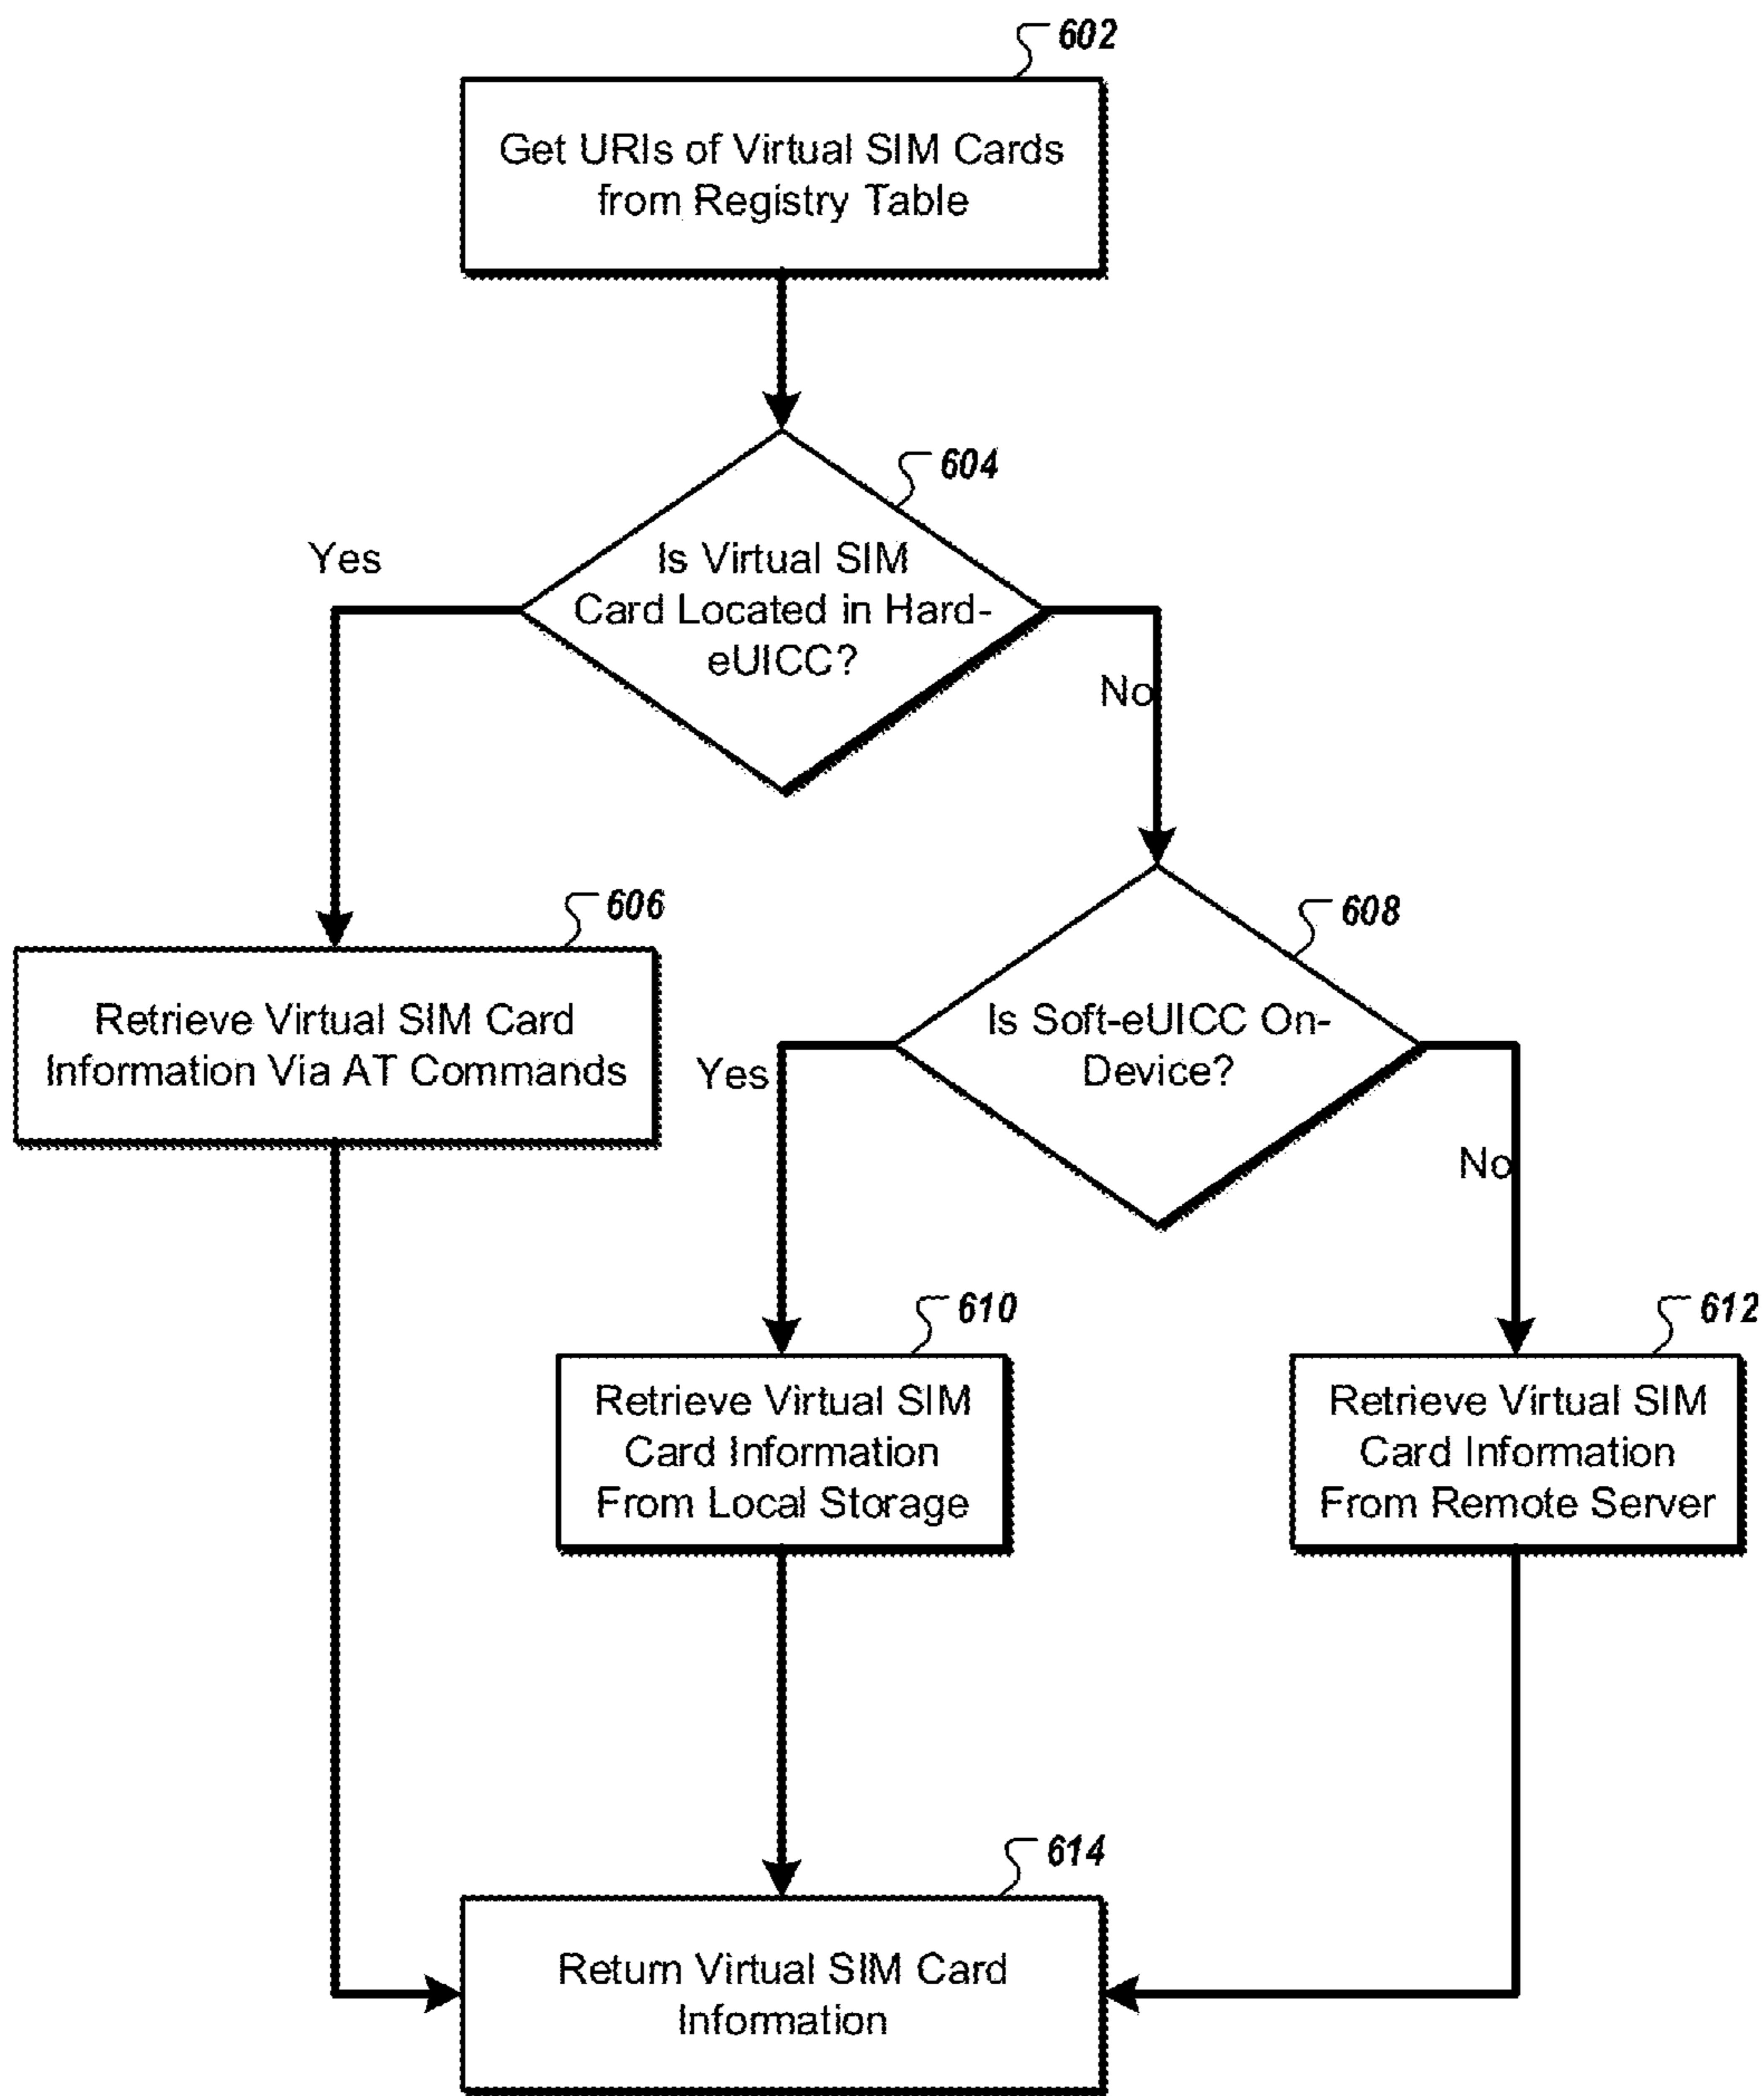 602
Get URIs of Virtual SIM Cards
from Registry Table
604
Yes
Is Virtual SIM
Card Located in Hard-
eUICC?
No
606
608
Retrieve Virtual SIM Card
Information Via AT Commands
Is Soft-eUICC On-
Device?
Yes
No
610
612
Retrieve Virtual SIM
Card Information
From Local Storage
Retrieve Virtual SIM
Card Information
From Remote Server
614
Return Virtual SIM Card
Information